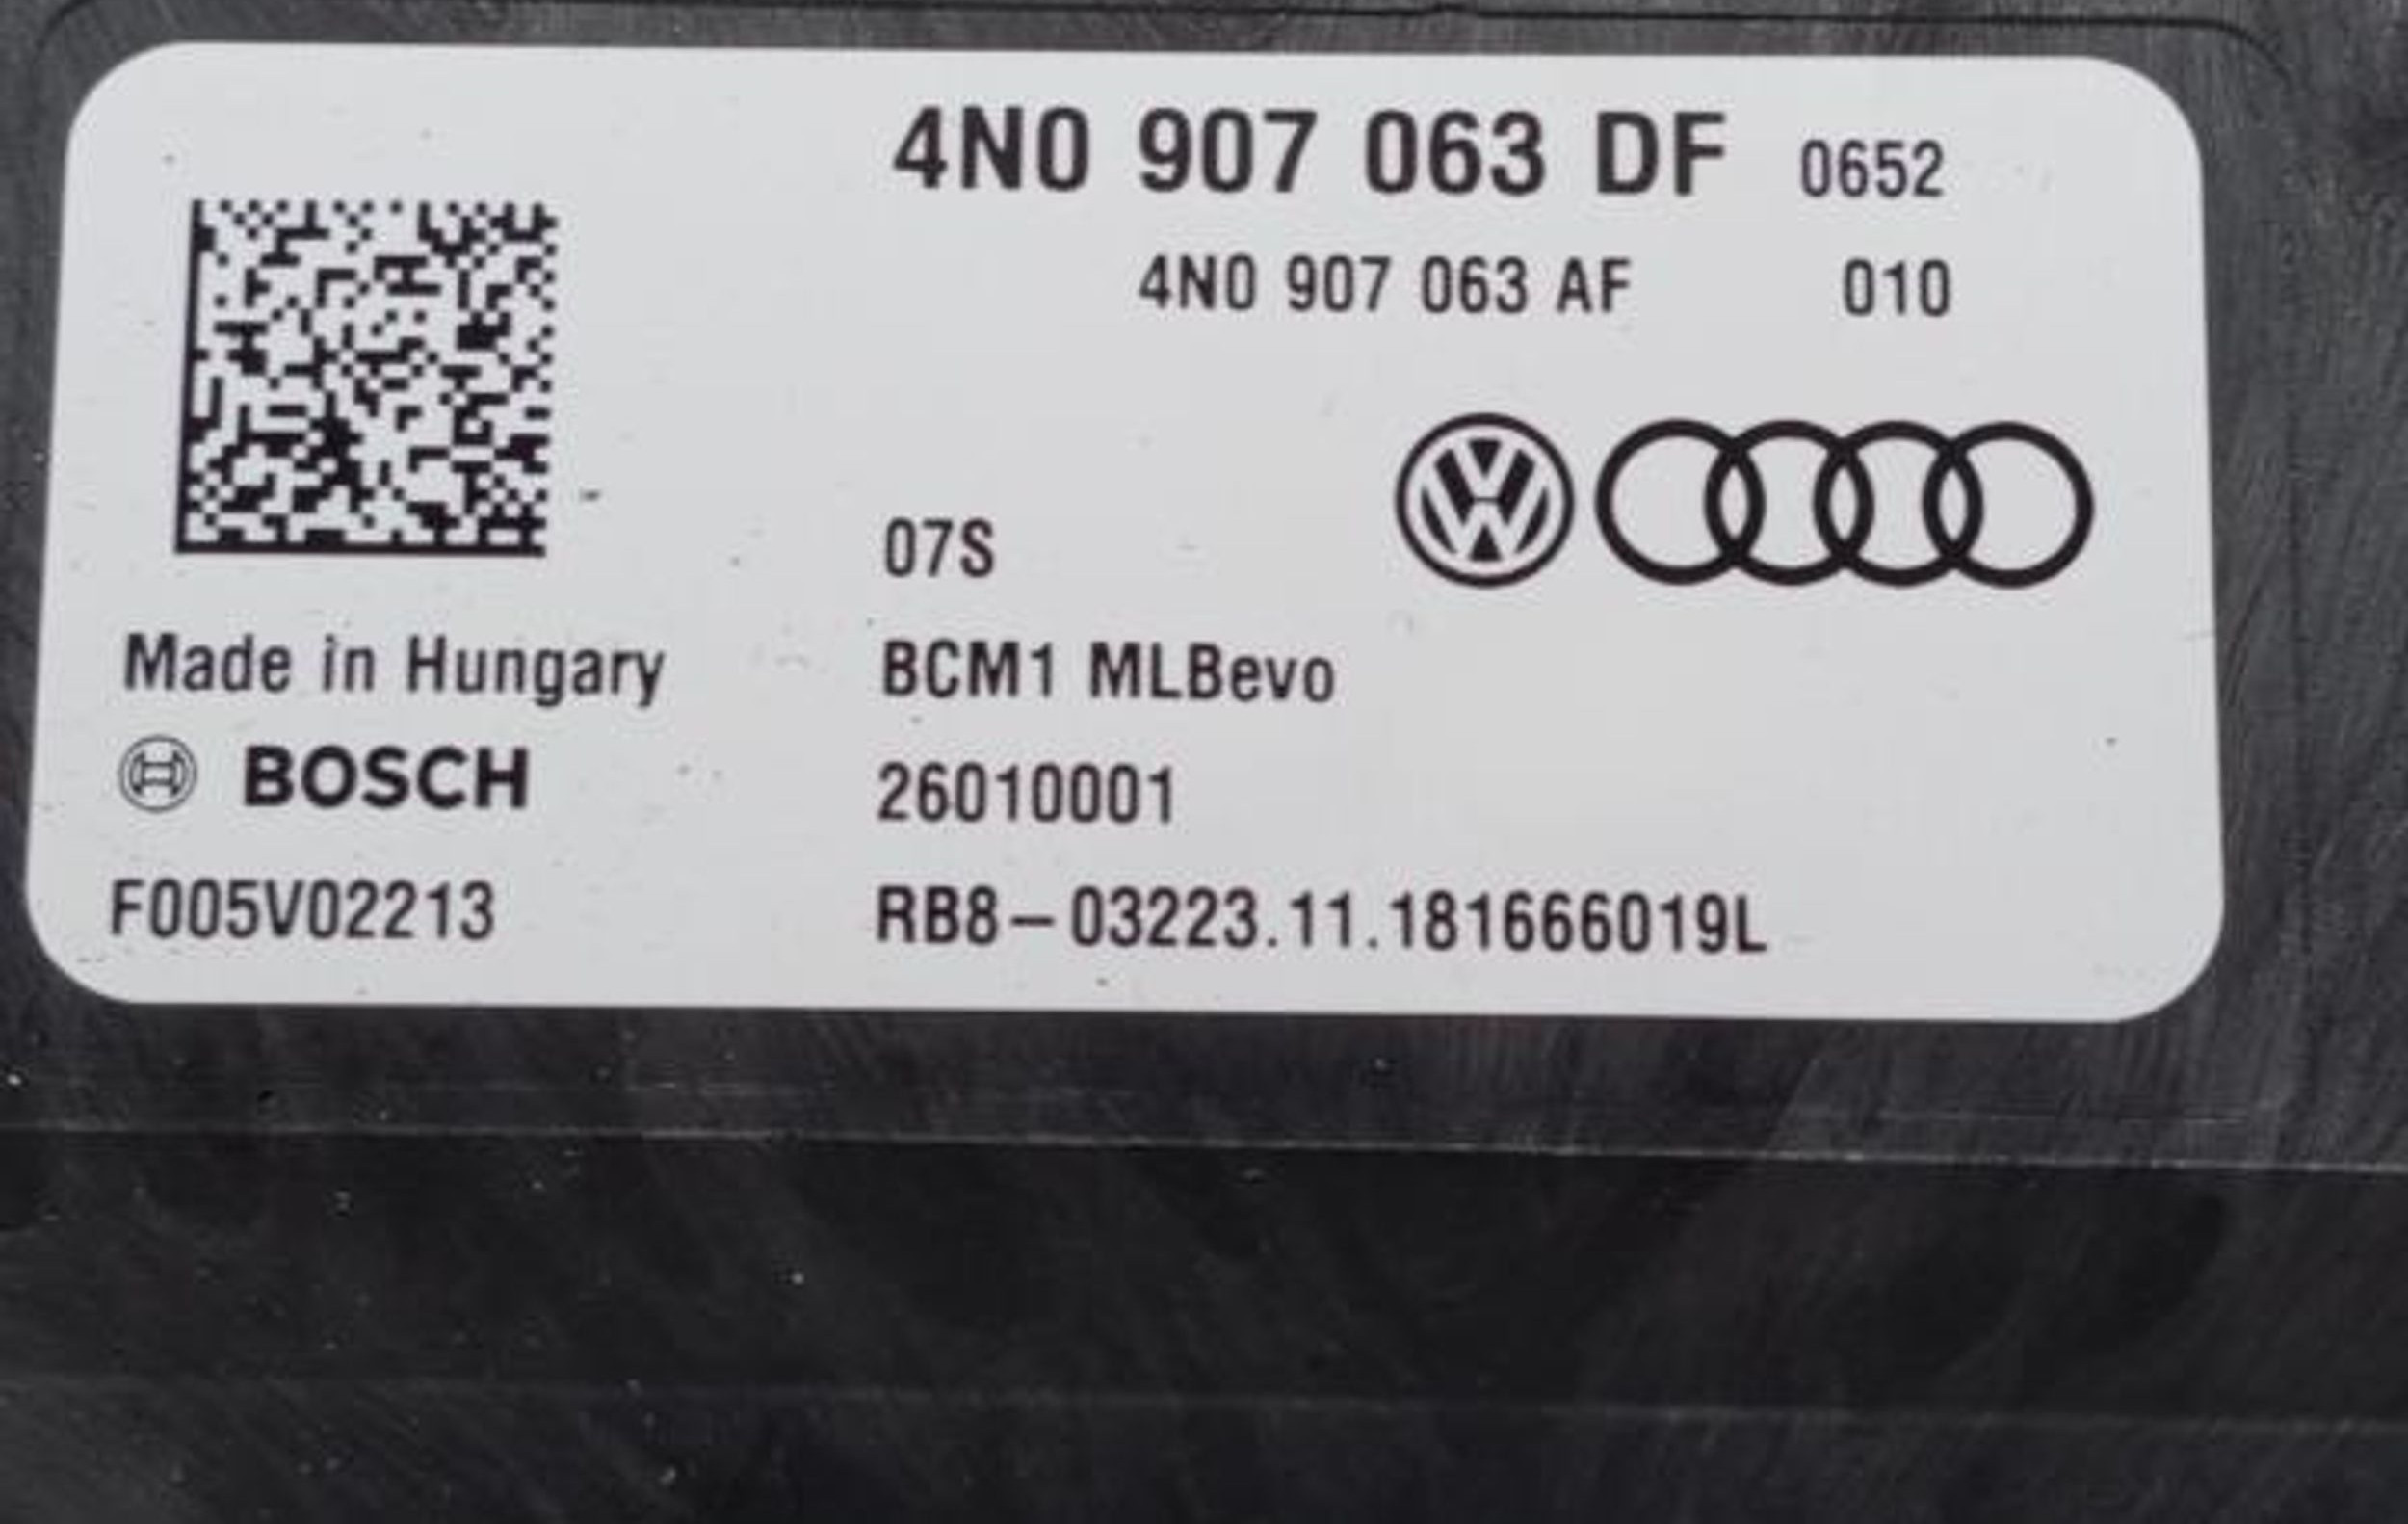 4N0 907 063 DF 0652
4N0 907 063 AF 010
07S
Made in Hungary
BCM1 MLBevo
BOSCH
26010001
F005V02213
RB8-03223.11.181666019L